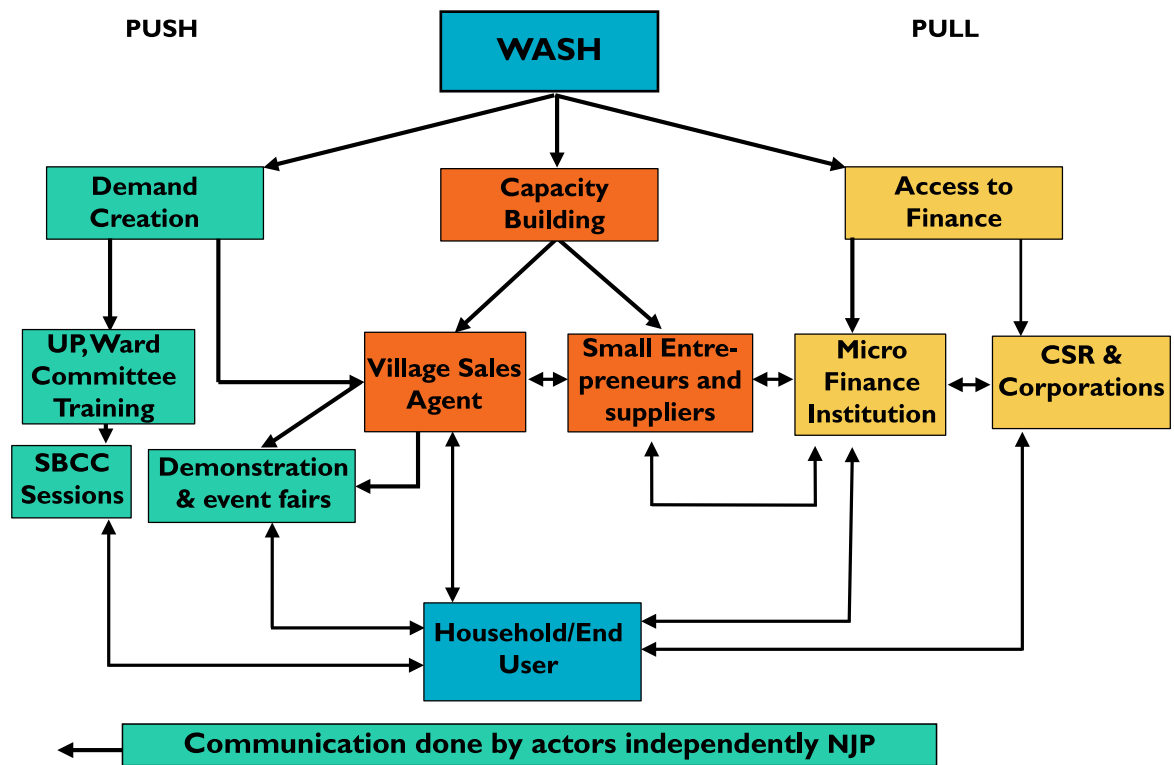 PUSH
WASH
PULL
Demand
Creation
Capacity
Building
Access to
Finance
UP, Ward
Committee
Training
Village Sales
Agent
Small Entre-
preneurs and
suppliers
Micro
Finance
Institution
CSR &
Corporations
SBCC
Sessions
Demonstration
& event fairs
Household/End
User
Communication done by actors independently NJP